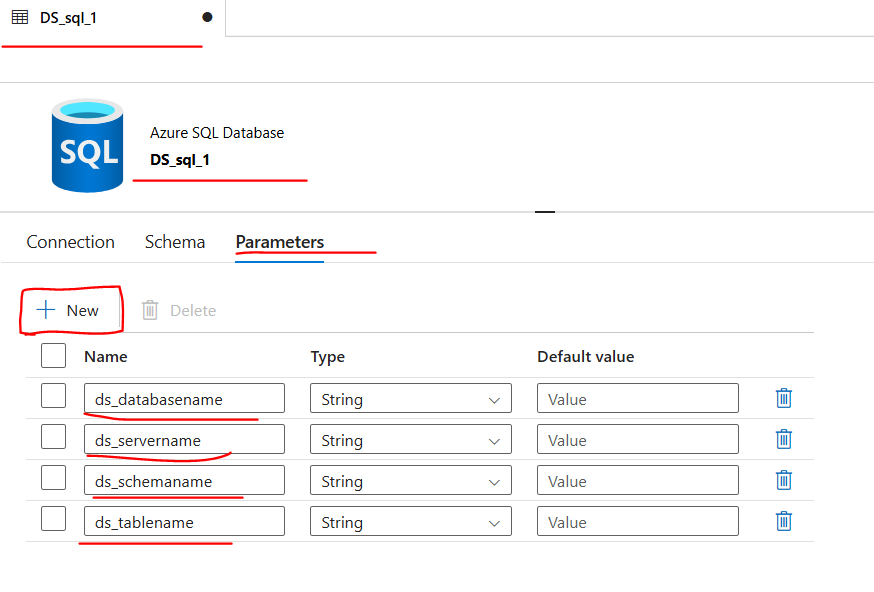 DS_sql_1
SQL
Azure SQL Database
DS_sql_1
Connection Schema Parameters
New Delete
Name Type Default value
ds_databasename String Value
ds_servername String Value
ds_schemaname String Value
ds_tablename String Value